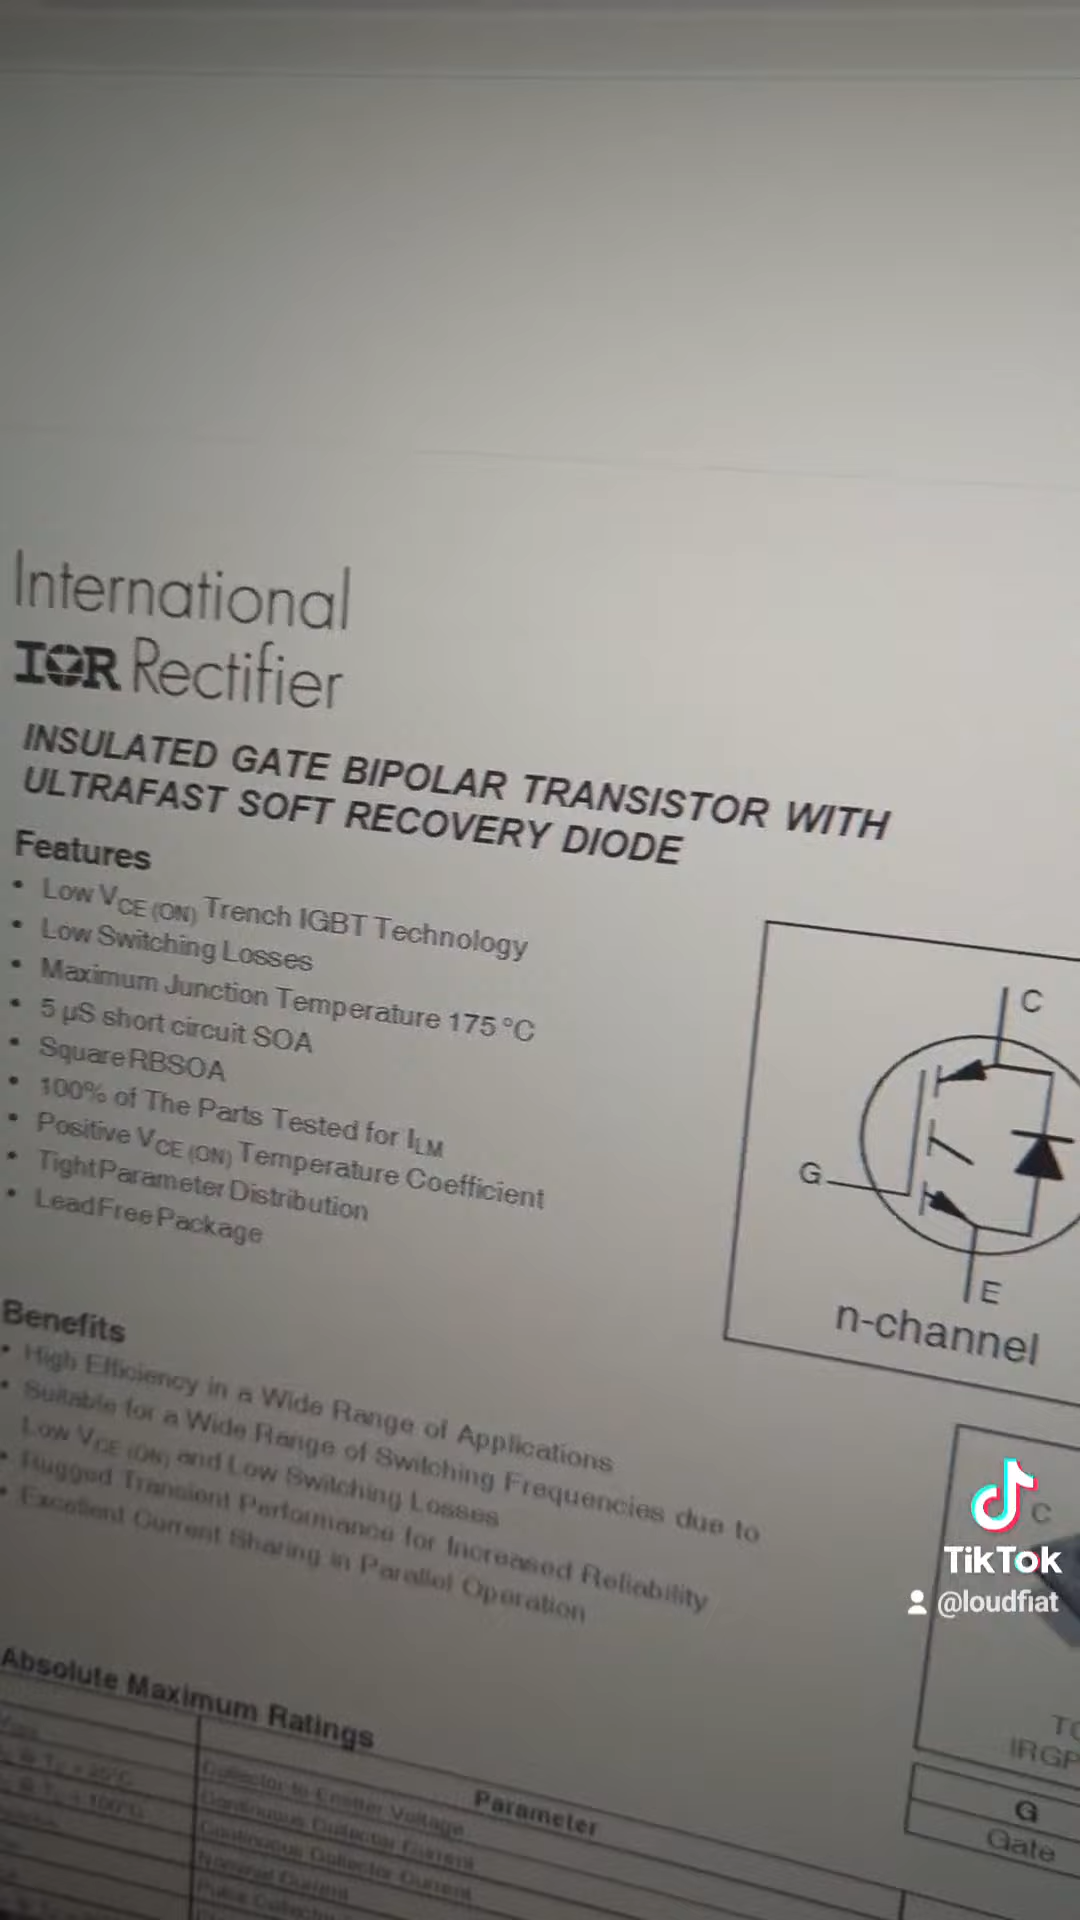 International
IOR Rectifier
INSULATED GATE BIPOLAR TRANSISTOR WITH
ULTRAFAST SOFT RECOVERY DIODE
Features
• Low VCE (ON) Trench IGBT Technology
• Low Switching Losses
• Maximum Junction Temperature 175 °C
• 5 µS short circuit SOA
• Square RBSOA
• 100% of The Parts Tested for ILM
• Positive VCE (ON) Temperature Coefficient
• Tight Parameter Distribution
• Lead Free Package
C
G
E
n-channel
Benefits
• High Efficiency in a Wide Range of Applications
• Suitable for a Wide Range of Switching Frequencies due to
Low VCE (ON) and Low Switching Losses
• Rugged Transient Performance for Increased Reliability
• Excellent Current Sharing in Parallel Operation
C
TikTok
@loudfiat
IRGP
G
Gate
Absolute Maximum Ratings
Parameter
Collector to Emitter Voltage
Continuous Collector Current
Continuous Collector Current
Nominal Current
Pulse Collector